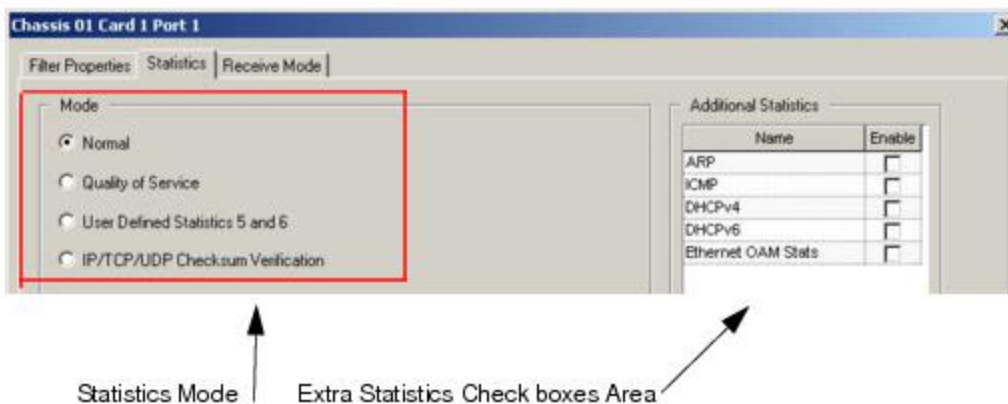 Chassis 01 Card 1 Port 1
Filter Properties Statistics Receive Mode
Mode
Normal
Quality of Service
User Defined Statistics 5 and 6
IP/TCP/UDP Checksum Verification
Additional Statistics
Name Enable
ARP
ICMP
DHCPv4
DHCPv6
Ethernet OAM Stats
Statistics Mode
Extra Statistics Check boxes Area